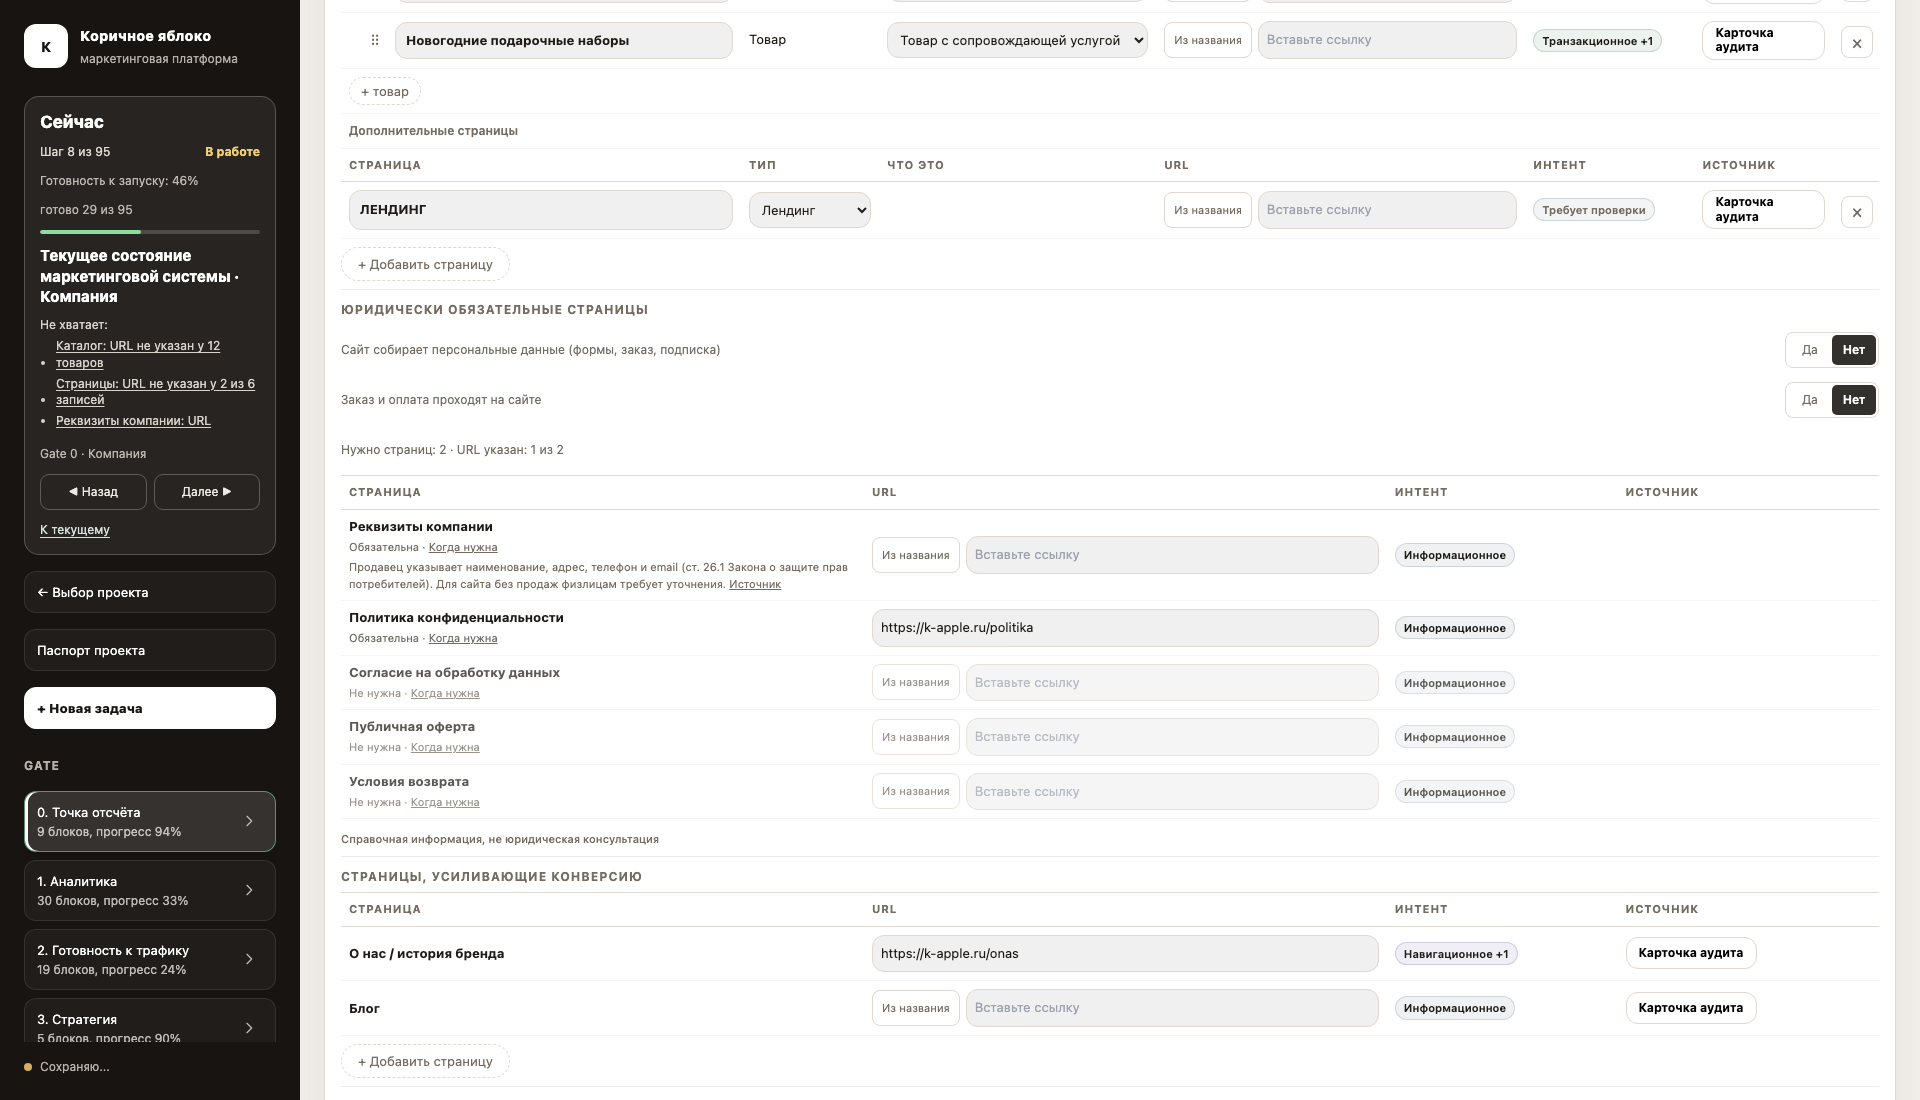 К
Коричное яблоко
маркетинговая платформа
Сейчас
Шаг 8 из 95
В работе
Готовность к запуску: 46%
готово 29 из 95
Текущее состояние
маркетинговой системы ·
Компания
Не хватает:
Каталог: URL не указан у 12
товаров
Страницы: URL не указан у 2 из 6
записей
Реквизиты компании: URL
Gate 0 · Компания
◀ Назад
Далее ▶
К текущему
← Выбор проекта
Паспорт проекта
+ Новая задача
GATE
0. Точка отсчёта
9 блоков, прогресс 94%
1. Аналитика
30 блоков, прогресс 33%
2. Готовность к трафику
19 блоков, прогресс 24%
3. Стратегия
5 блоков, прогресс 90%
Сохраняю...
Новогодние подарочные наборы
Товар
Товар с сопровождающей услугой
Из названия
Вставьте ссылку
Транзакционное +1
Карточка
аудита
+ товар
Дополнительные страницы
СТРАНИЦА ТИП ЧТО ЭТО URL ИНТЕНТ ИСТОЧНИК
ЛЕНДИНГ
Лендинг
Из названия
Вставьте ссылку
Требует проверки
Карточка
аудита
+ Добавить страницу
ЮРИДИЧЕСКИ ОБЯЗАТЕЛЬНЫЕ СТРАНИЦЫ
Сайт собирает персональные данные (формы, заказ, подписка)
Да Нет
Заказ и оплата проходят на сайте
Да Нет
Нужно страниц: 2 · URL указан: 1 из 2
СТРАНИЦА URL ИНТЕНТ ИСТОЧНИК
Реквизиты компании
Обязательна · Когда нужна
Продавец указывает наименование, адрес, телефон и email (ст. 26.1 Закона о защите прав
потребителей). Для сайта без продаж физлицам требует уточнения. Источник
Из названия
Вставьте ссылку
Информационное
Политика конфиденциальности
Обязательна · Когда нужна
https://k-apple.ru/politika
Информационное
Согласие на обработку данных
Не нужна · Когда нужна
Из названия
Вставьте ссылку
Информационное
Публичная оферта
Не нужна · Когда нужна
Из названия
Вставьте ссылку
Информационное
Условия возврата
Не нужна · Когда нужна
Из названия
Вставьте ссылку
Информационное
Справочная информация, не юридическая консультация
СТРАНИЦЫ, УСИЛИВАЮЩИЕ КОНВЕРСИЮ
СТРАНИЦА URL ИНТЕНТ ИСТОЧНИК
О нас / история бренда
https://k-apple.ru/onas
Навигационное +1
Карточка аудита
Блог
Из названия
Вставьте ссылку
Информационное
Карточка аудита
+ Добавить страницу